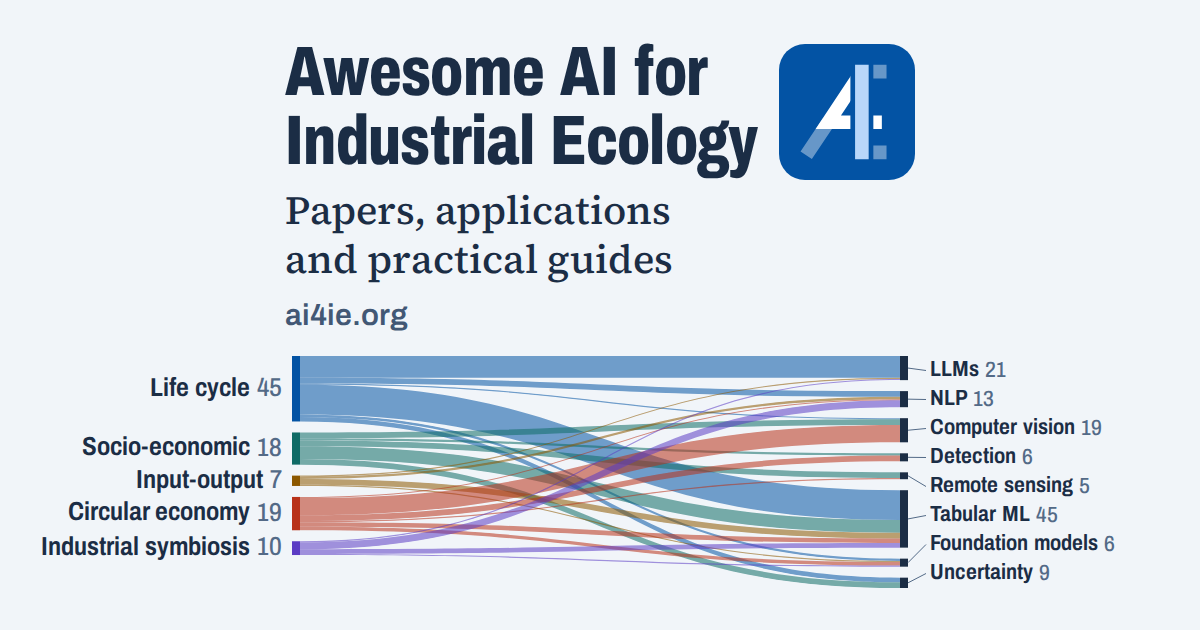 Awesome AI for
Industrial Ecology
Papers, applications
and practical guides
ai4ie.org
Life cycle 45
Socio-economic 18
Input-output 7
Circular economy 19
Industrial symbiosis 10
LLMs 21
NLP 13
Computer vision 19
Detection 6
Remote sensing 5
Tabular ML 45
Foundation models 6
Uncertainty 9